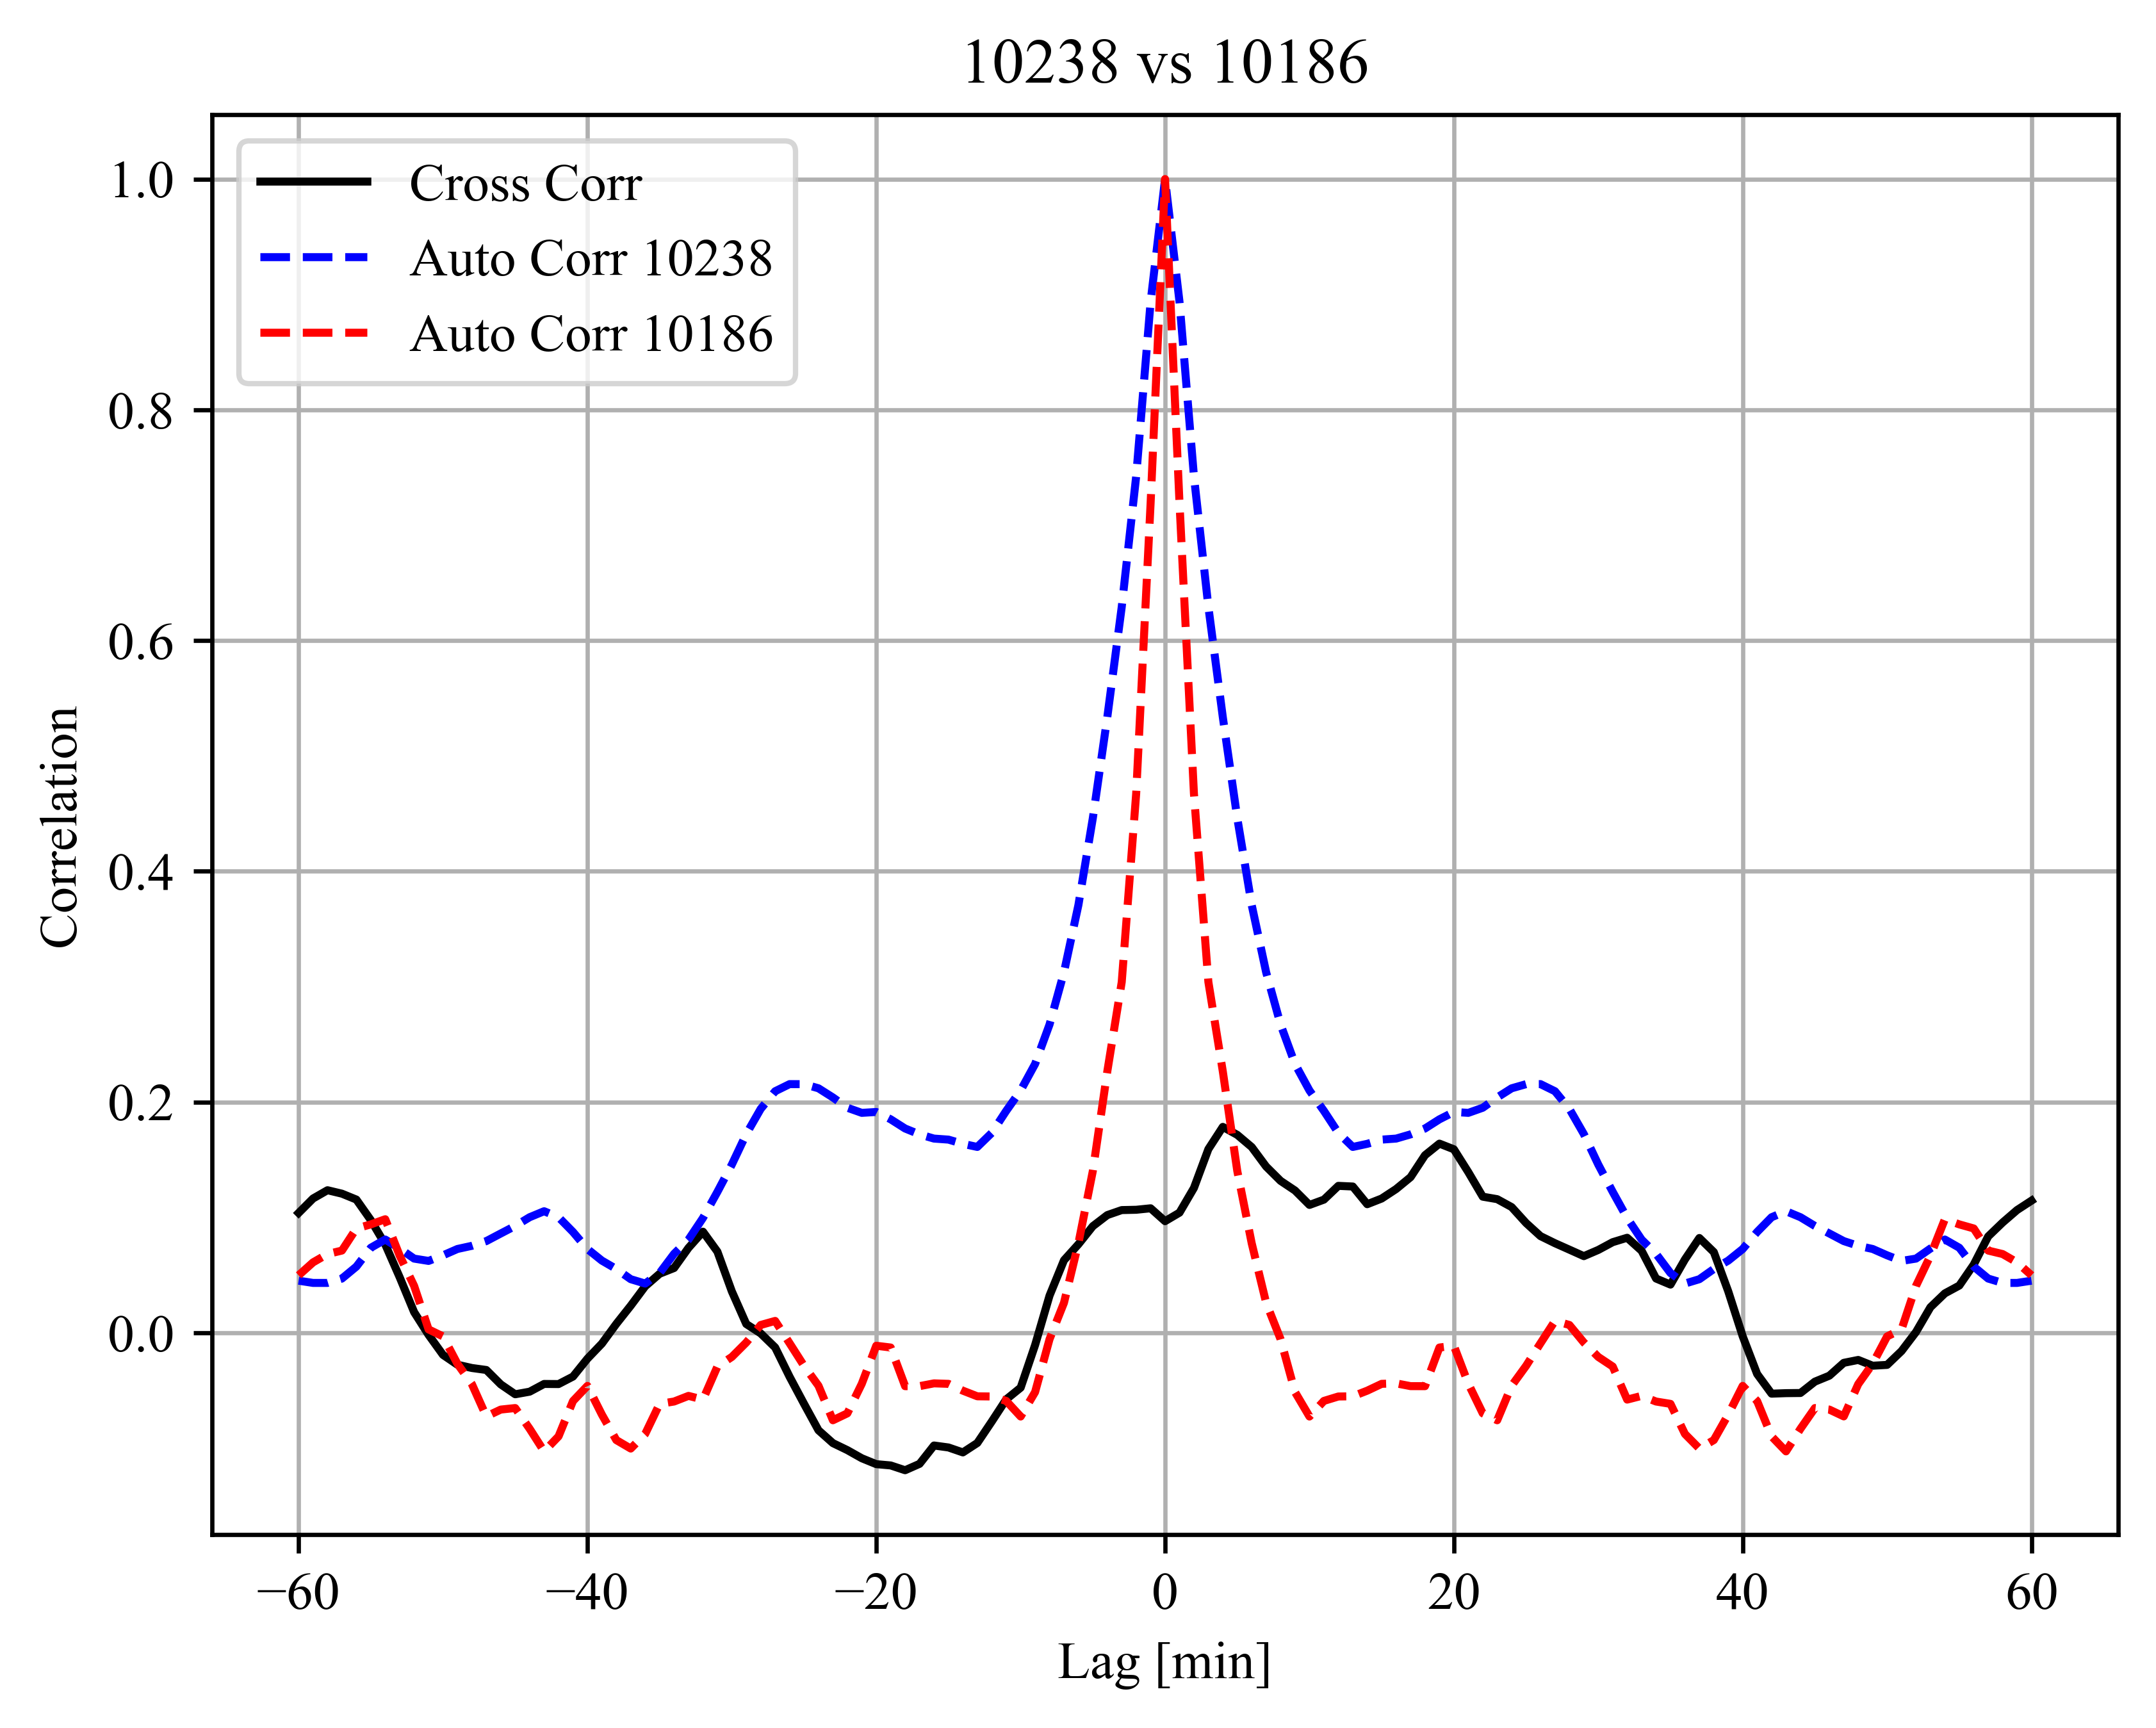 10238 vs 10186
Cross Corr
Auto Corr 10238
Auto Corr 10186
1.0
0.8
0.6
0.4
0.2
0.0
Correlation
−60 −40 −20 0 20 40 60
Lag [min]